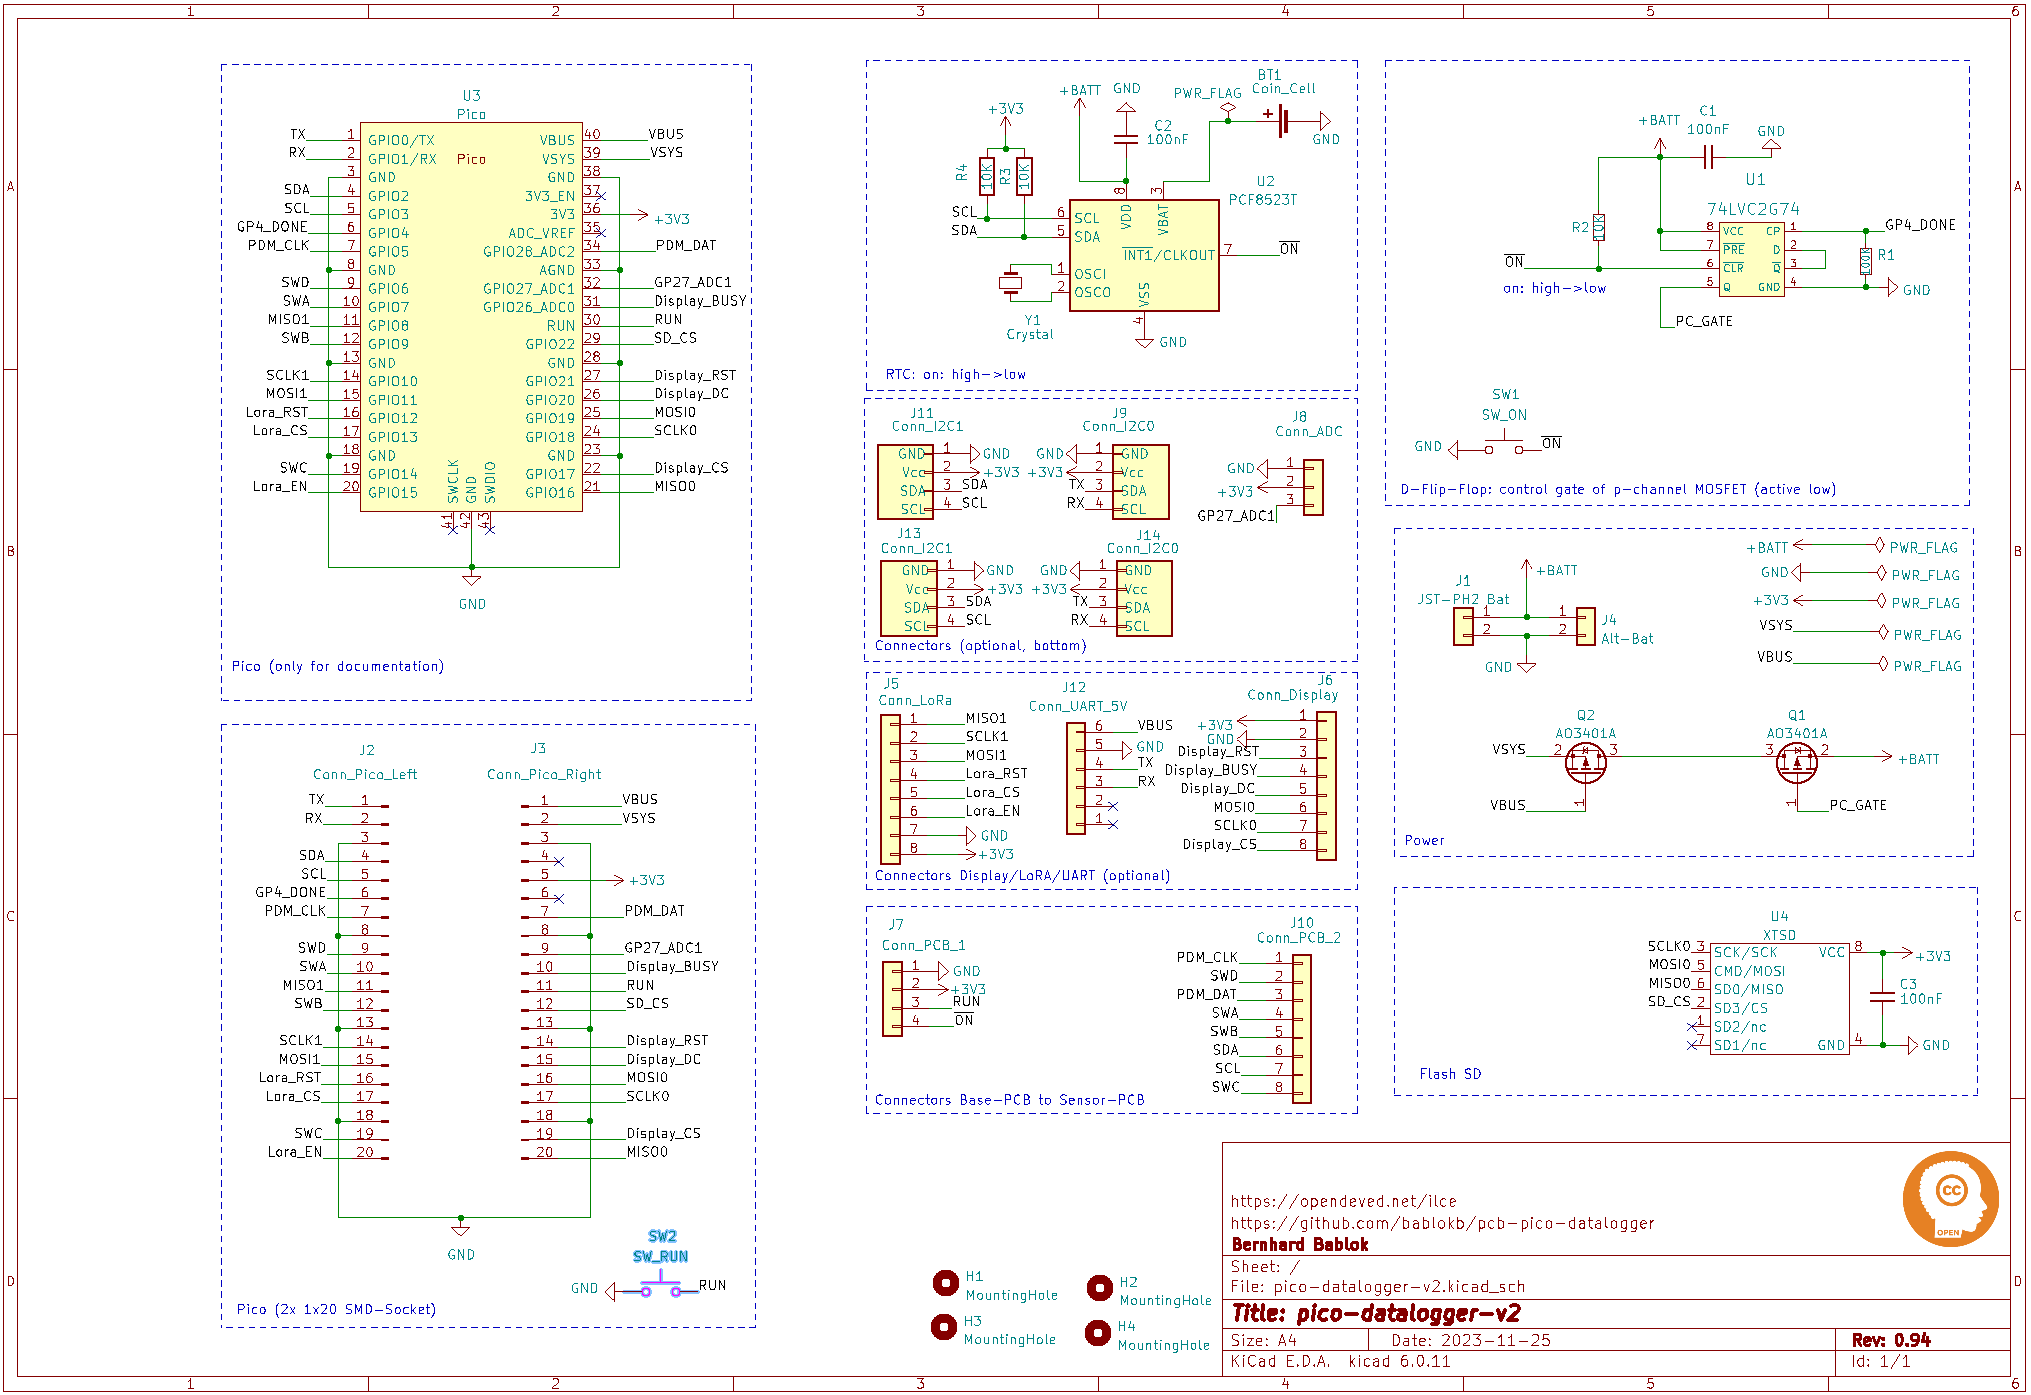 1 2 3 4 5 6
A
B
C
D
U3
Pico
Pico
TX 1 GPIO0/TX
RX 2 GPIO1/RX
3 GND
SDA 4 GPIO2
SCL 5 GPIO3
GP4_DONE 6 GPIO4
PDM_CLK 7 GPIO5
8 GND
SWD 9 GPIO6
SWA 10 GPIO7
MISO1 11 GPIO8
SWB 12 GPIO9
13 GND
SCLK1 14 GPIO10
MOSI1 15 GPIO11
Lora_RST 16 GPIO12
Lora_CS 17 GPIO13
18 GND
SWC 19 GPIO14
Lora_EN 20 GPIO15
VBUS 40 VBUS
VSYS 39 VSYS
GND 38
3V3_EN 37
3V3 36 +3V3
ADC_VREF 35
GPIO28_ADC2 34 PDM_DAT
AGND 33
GPIO27_ADC1 32 GP27_ADC1
GPIO26_ADC0 31 Display_BUSY
RUN 30 RUN
GPIO22 29 SD_CS
GND 28
GPIO21 27 Display_RST
GPIO20 26 Display_DC
GPIO19 25 MOSI0
GPIO18 24 SCLK0
GND 23
GPIO17 22 Display_CS
GPIO16 21 MISO0
SWCLK GND SWDIO
41 42 43
GND
Pico (only for documentation)
J2
Conn_Pico_Left
TX 1
RX 2
3
SDA 4
SCL 5
GP4_DONE 6
PDM_CLK 7
8
SWD 9
SWA 10
MISO1 11
SWB 12
13
SCLK1 14
MOSI1 15
Lora_RST 16
Lora_CS 17
18
SWC 19
Lora_EN 20
J3
Conn_Pico_Right
1 VBUS
2 VSYS
3
4
5 +3V3
6
7 PDM_DAT
8
9 GP27_ADC1
10 Display_BUSY
11 RUN
12 SD_CS
13
14 Display_RST
15 Display_DC
16 MOSI0
17 SCLK0
18
19 Display_CS
20 MISO0
GND
SW2
SW_RUN
GND RUN
Pico (2x 1x20 SMD-Socket)
+BATT GND
+3V3
C2
100nF
PWR_FLAG
BT1
Coin_Cell
+
GND
R4 10K
R3 10K
U2
PCF8523T
SCL 6 SCL
SDA 5 SDA
8 VDD
3 VBAT
INT1/CLKOUT 7 ON
1 OSCI
2 OSCO
VSS 4
GND
Y1
Crystal
RTC: on: high->low
J11
Conn_I2C1
GND 1 GND
Vcc 2 +3V3
SDA 3 SDA
SCL 4 SCL
J9
Conn_I2C0
GND 1 GND
+3V3 2 Vcc
TX 3 SDA
RX 4 SCL
J8
Conn_ADC
GND 1
+3V3 2
GP27_ADC1 3
J13
Conn_I2C1
GND 1 GND
Vcc 2 +3V3
SDA 3 SDA
SCL 4 SCL
J14
Conn_I2C0
GND 1 GND
+3V3 2 Vcc
TX 3 SDA
RX 4 SCL
Connectors (optional, bottom)
J5
Conn_LoRa
1 MISO1
2 SCLK1
3 MOSI1
4 Lora_RST
5 Lora_CS
6 Lora_EN
7 GND
8 +3V3
J12
Conn_UART_5V
6 VBUS
5 GND
4 TX
3 RX
2
1
J6
Conn_Display
+3V3 1
GND 2
Display_RST 3
Display_BUSY 4
Display_DC 5
MOSI0 6
SCLK0 7
Display_CS 8
Connectors Display/LoRA/UART (optional)
J7
Conn_PCB_1
1 GND
2 +3V3
3 RUN
4 ON
J10
Conn_PCB_2
PDM_CLK 1
SWD 2
PDM_DAT 3
SWA 4
SWB 5
SDA 6
SCL 7
SWC 8
Connectors Base-PCB to Sensor-PCB
H1
MountingHole
H2
MountingHole
H3
MountingHole
H4
MountingHole
+BATT
C1
100nF
GND
U1
74LVC2G74
8 VCC CP 1 GP4_DONE
7 PRE D 2
6 CLR Q 3
5 Q GND 4 GND
R2 10K
R1 100K
ON
on: high->low
PC_GATE
SW1
SW_ON
GND ON
D-Flip-Flop: control gate of p-channel MOSFET (active low)
J1
JST-PH2 Bat
1
2
+BATT
GND
J4
Alt-Bat
1
2
+BATT PWR_FLAG
GND PWR_FLAG
+3V3 PWR_FLAG
VSYS PWR_FLAG
VBUS PWR_FLAG
Q2
AO3401A
VSYS 2 3
VBUS 1
Q1
AO3401A
3 2 +BATT
1 PC_GATE
Power
U4
XTSD
SCLK0 3 SCK/SCK
MOSI0 5 CMD/MOSI
MISO0 6 SD0/MISO
SD_CS 2 SD3/CS
1 SD2/nc
7 SD1/nc
VCC 8 +3V3
C3
100nF
GND 4 GND
Flash SD
https://opendeved.net/ilce
https://github.com/bablokb/pcb-pico-datalogger
Bernhard Bablok
CC
OPEN
Sheet: /
File: pico-datalogger-v2.kicad_sch
Title: pico-datalogger-v2
Size: A4 Date: 2023-11-25 Rev: 0.94
KiCad E.D.A. kicad 6.0.11 Id: 1/1
A
B
C
D
1 2 3 4 5 6